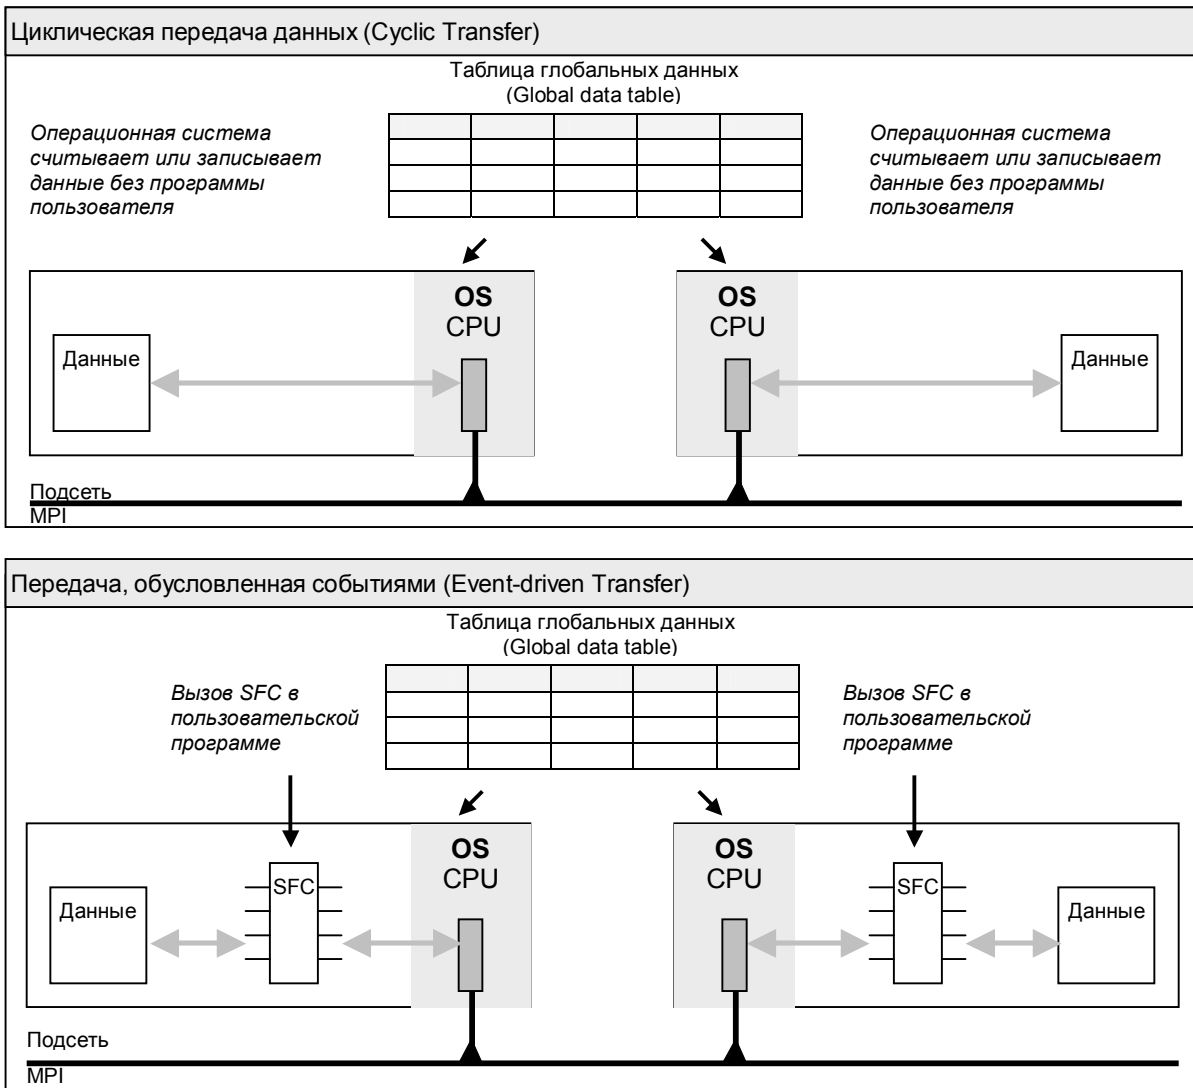 Циклическая передача данных (Cyclic Transfer)
Таблица глобальных данных
(Global data table)
Операционная система
считывает или записывает
данные без программы
пользователя
Операционная система
считывает или записывает
данные без программы
пользователя
OS
CPU
OS
CPU
Данные
Данные
Подсеть
MPI
Передача, обусловленная событиями (Event-driven Transfer)
Таблица глобальных данных
(Global data table)
Вызов SFC в
пользовательской
программе
Вызов SFC в
пользовательской
программе
OS
CPU
OS
CPU
Данные
SFC
SFC
Данные
Подсеть
MPI